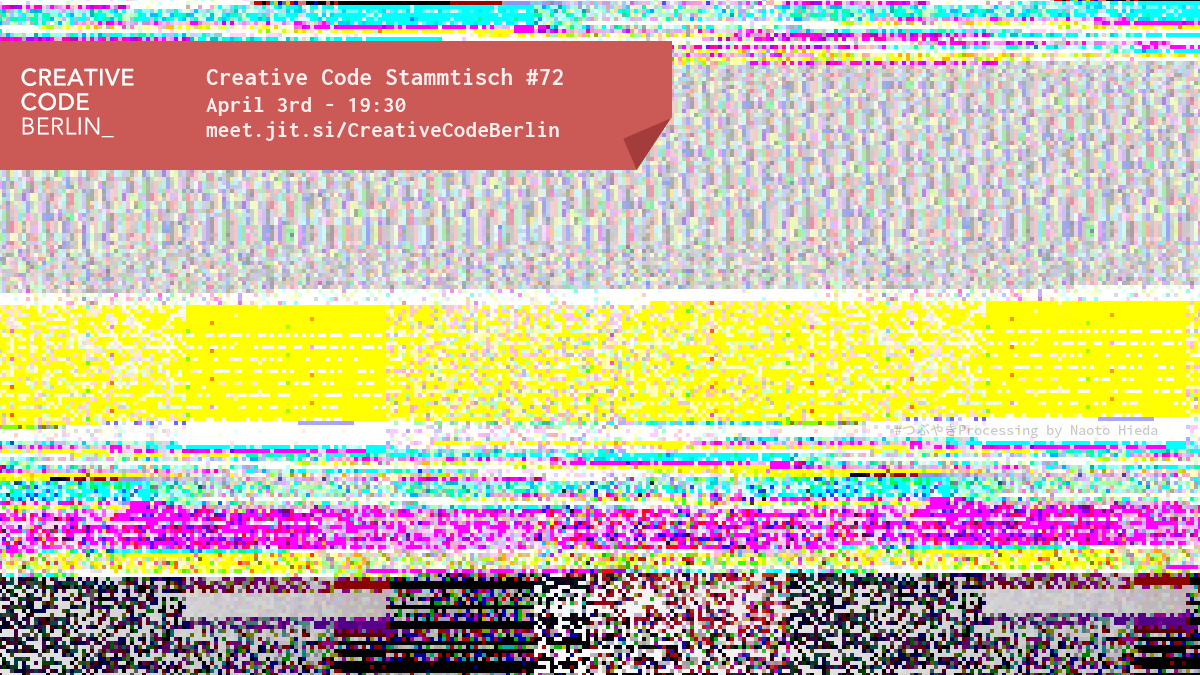 CREATIVE
CODE
BERLIN_
Creative Code Stammtisch #72
April 3rd - 19:30
meet.jit.si/CreativeCodeBerlin
#つぶやきProcessing by Naoto Hieda